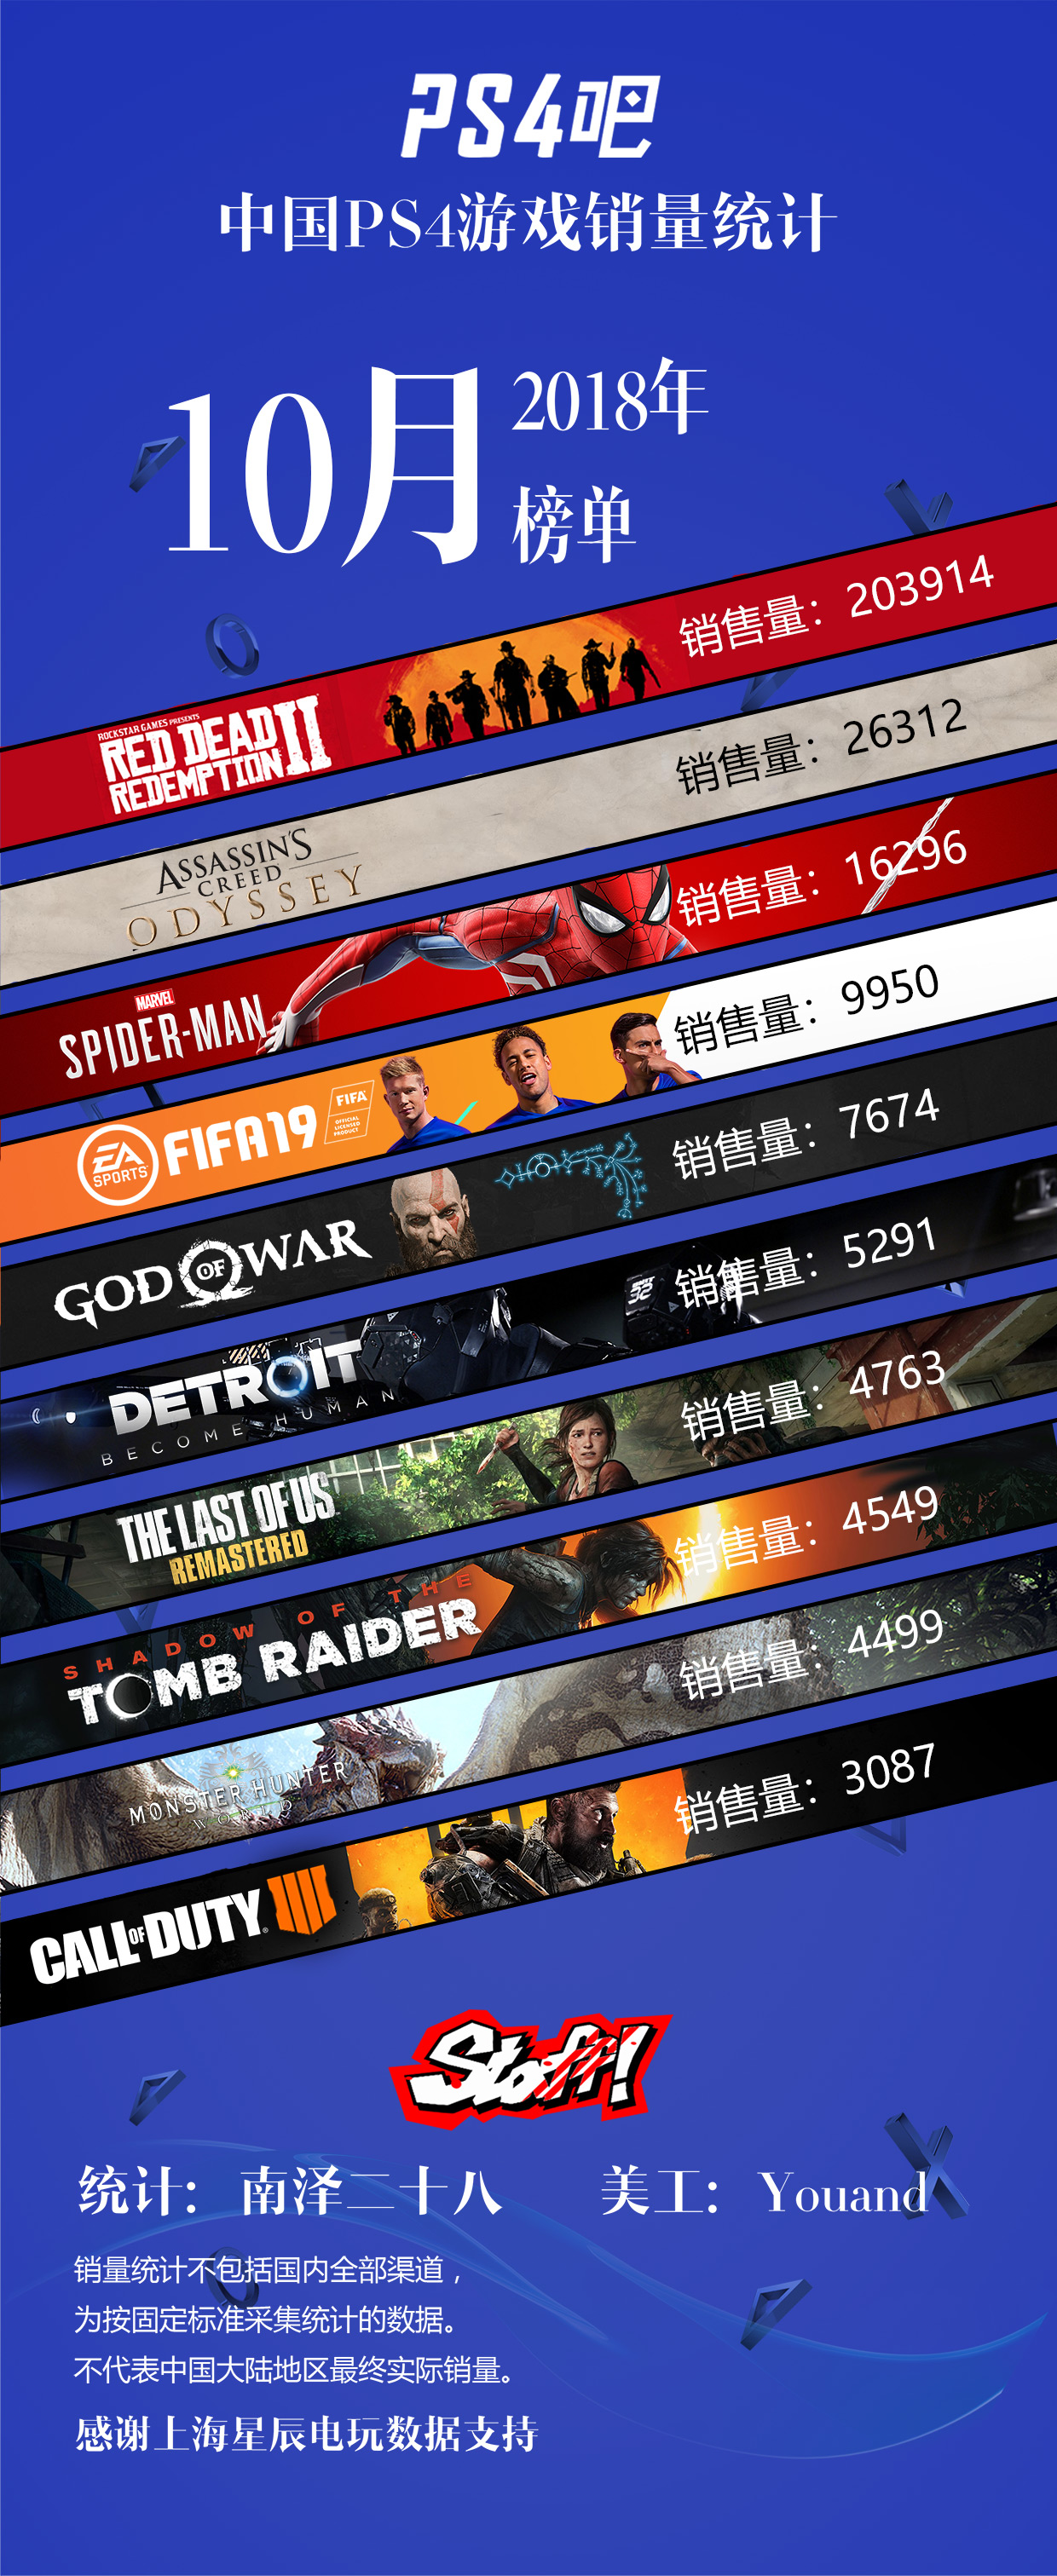 PS4吧
中国PS4游戏销量统计
10月
2018年
榜单
销售量：203914
ROCKSTAR GAMES PRESENTS
RED DEAD
REDEMPTION II
销售量：26312
ASSASSIN'S
CREED
ODYSSEY
销售量：16296
MARVEL
SPIDER-MAN
销售量：9950
EA
SPORTS
FIFA19
FIFA
OFFICIAL
LICENSED
PRODUCT
销售量：7674
GOD OF WAR
销售量：5291
DETROIT
BECOME HUMAN
销售量：4763
THE LAST OF US
REMASTERED
销售量：4549
SHADOW OF THE
TOMB RAIDER
销售量：4499
MONSTER HUNTER
WORLD
销售量：3087
CALL OF DUTY® IIII
Staff!
统计：南泽二十八 美工：Youand
销量统计不包括国内全部渠道，
为按固定标准采集统计的数据。
不代表中国大陆地区最终实际销量。
感谢上海星辰电玩数据支持